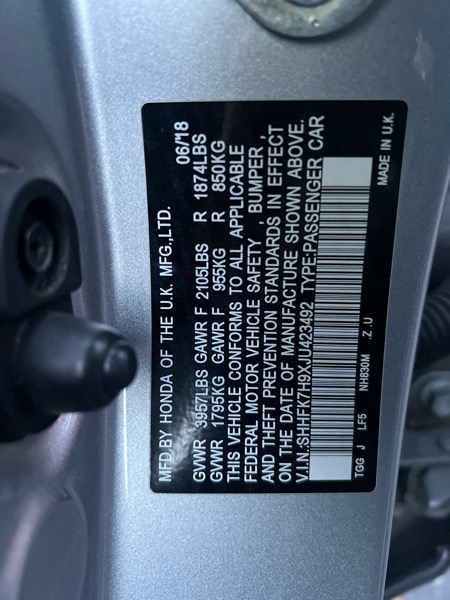 MFD.BY HONDA OF THE U.K. MFG.,LTD. 06/18
GVWR 3957LBS GAWR F 2105LBS R 1874LBS
GVWR 1795KG GAWR F 955KG R 850KG
THIS VEHICLE CONFORMS TO ALL APPLICABLE
FEDERAL MOTOR VEHICLE SAFETY , BUMPER ,
AND THEFT PREVENTION STANDARDS IN EFFECT
ON THE DATE OF MANUFACTURE SHOWN ABOVE.
V.I.N.:SHHFK7H9XJU423492 TYPE:PASSENGER CAR
TGG J LF5 NH830M .Z.U MADE IN U.K.